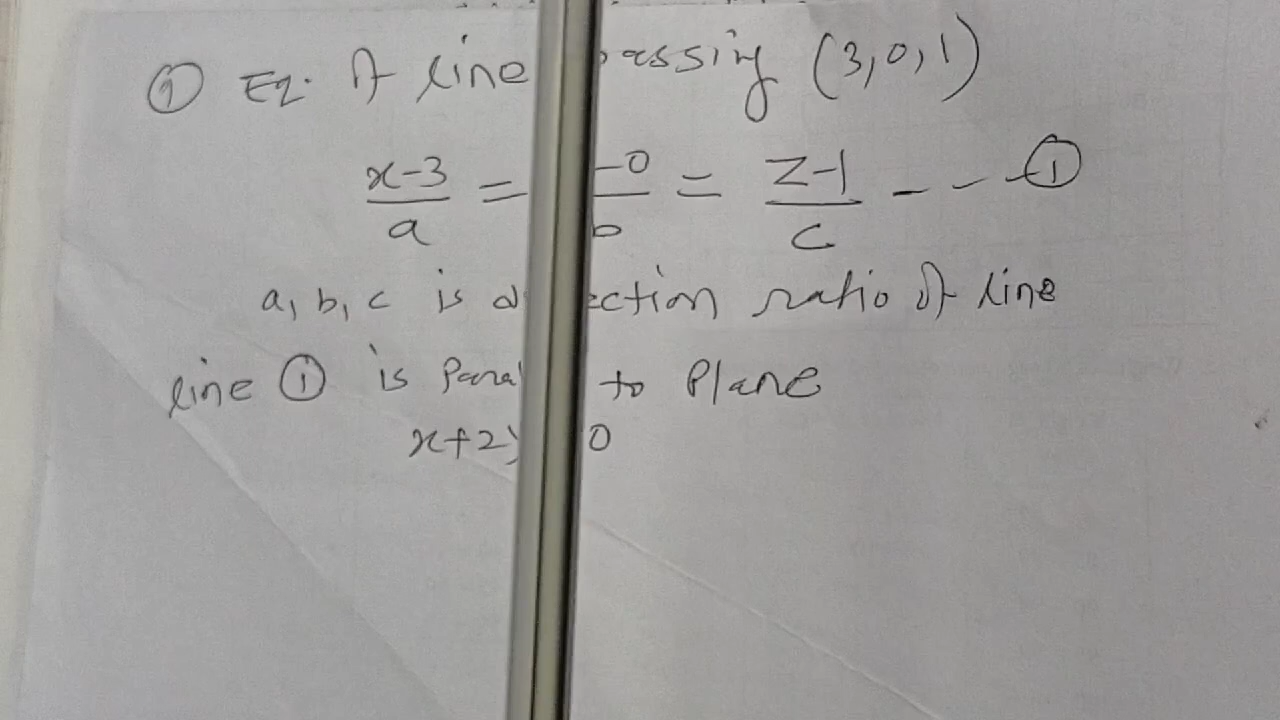 ① Eq. of line passing (3,0,1)
x-3/a = -0/b = z-1/c - - - ①
a, b, c is direction ratio of line
line ① is Para to Plane
x+2y 0